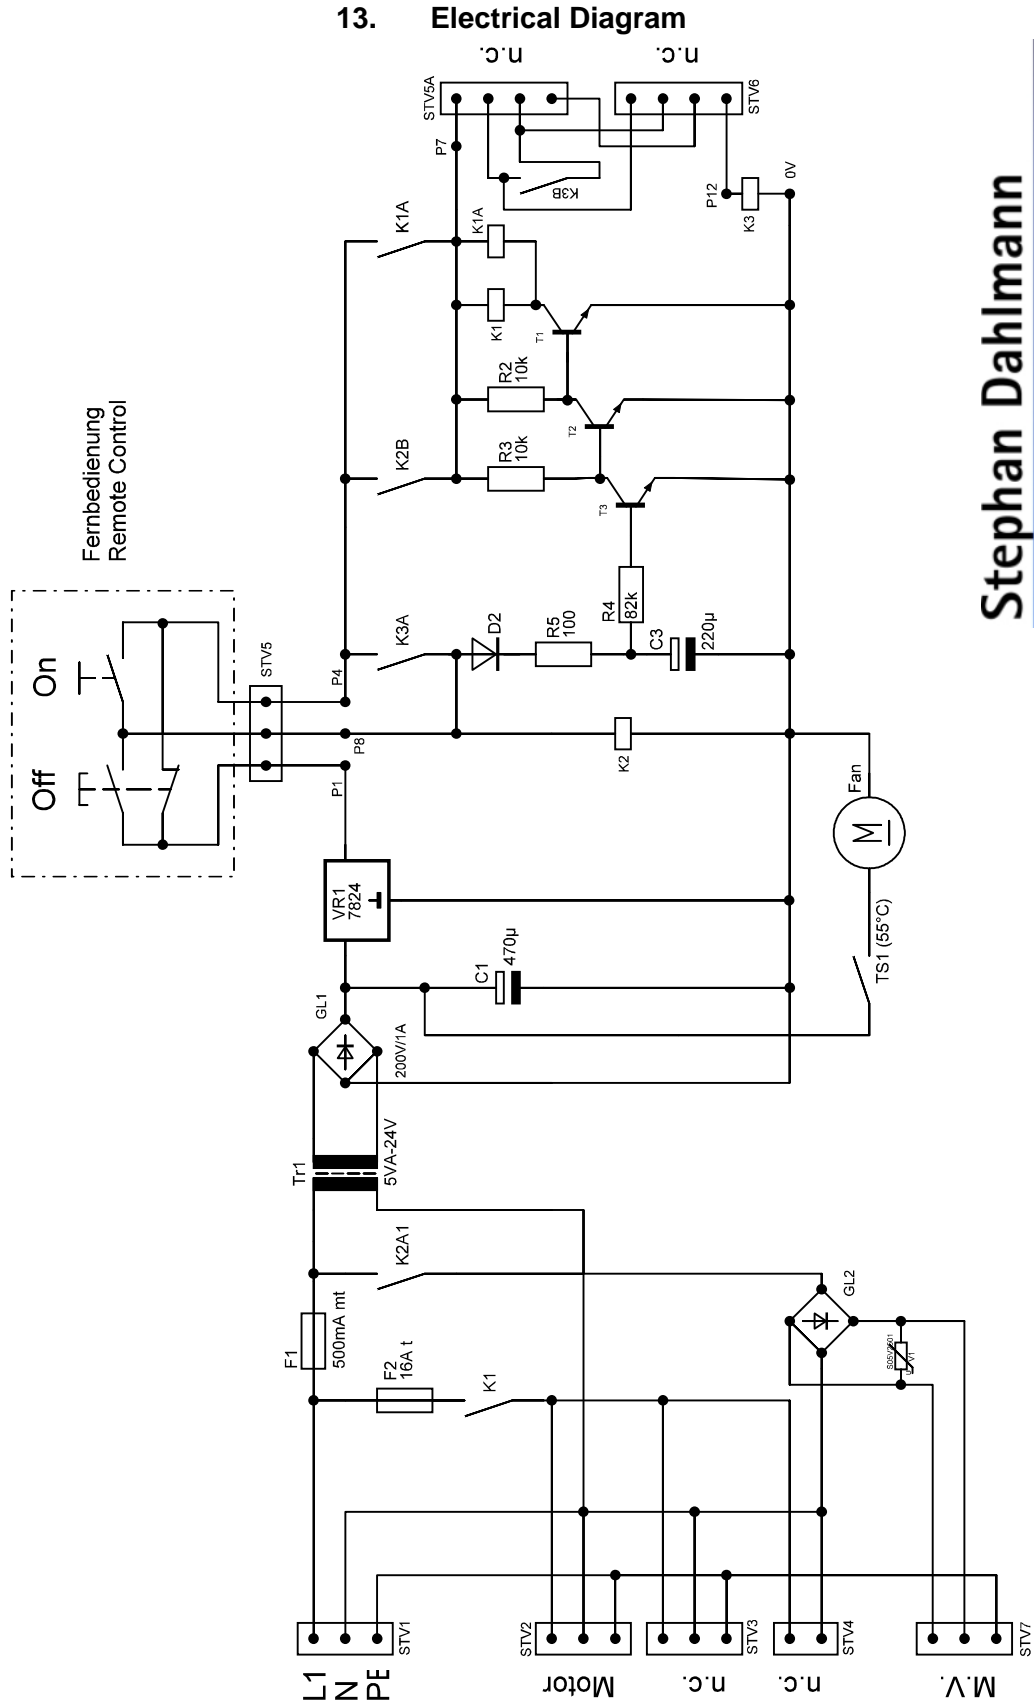 13. Electrical Diagram
Fernbedienung
Remote Control
Off
On
STV5
P1
P8
P4
L1
N
PE
STV1
F1
500mA mt
F2
16A t
K1
K2A1
Tr1
5VA-24V
GL1
200V/1A
C1
470µ
VR1
7824
K3A
D2
R5
100
R4
82k
C3
220µ
K2
K2B
R3
10k
T3
R2
10k
T2
K1
T1
K1A
K1A
P7
STV5A
n.c.
n.c.
STV6
K3B
P12
K3
0V
Fan
M
TS1 (55°C)
GL2
V1
STV2
Motor
STV3
n.c.
STV4
n.c.
STV7
M.V.
Stephan Dahlmann